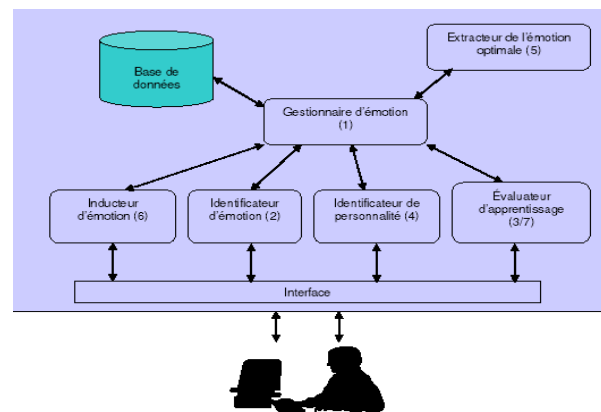 Base de
données
Extracteur de l'émotion
optimale (5)
Gestionnaire d'émotion
(1)
Inducteur
d'émotion (6)
Identificateur
d'émotion (2)
Identificateur de
personnalité (4)
Évaluateur
d'apprentissage
(3/7)
Interface